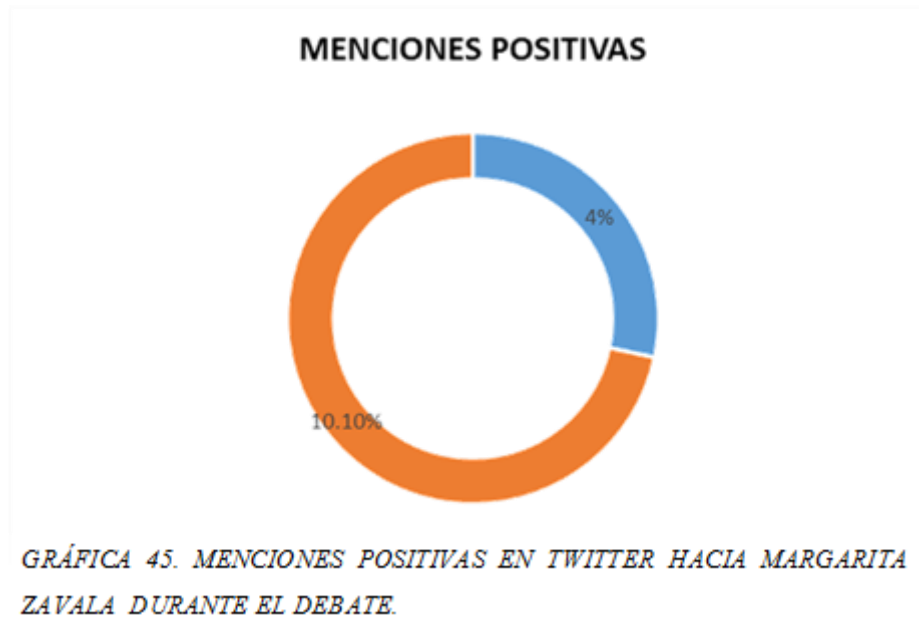 MENCIONES POSITIVAS
4%
10.10%
GRÁFICA 45. MENCIONES POSITIVAS EN TWITTER HACIA MARGARITA
ZAVALA DURANTE EL DEBATE.